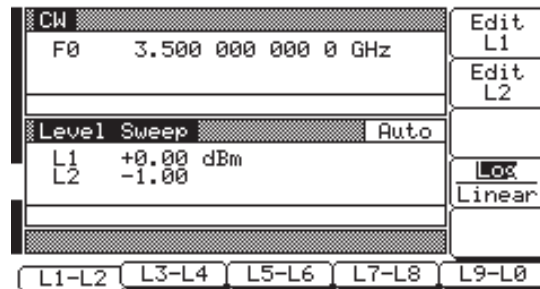 CW
F0 3.500 000 000 0 GHz
Level Sweep Auto
L1 +0.00 dBm
L2 -1.00
Edit
L1
Edit
L2
Log
Linear
L1-L2 L3-L4 L5-L6 L7-L8 L9-L0